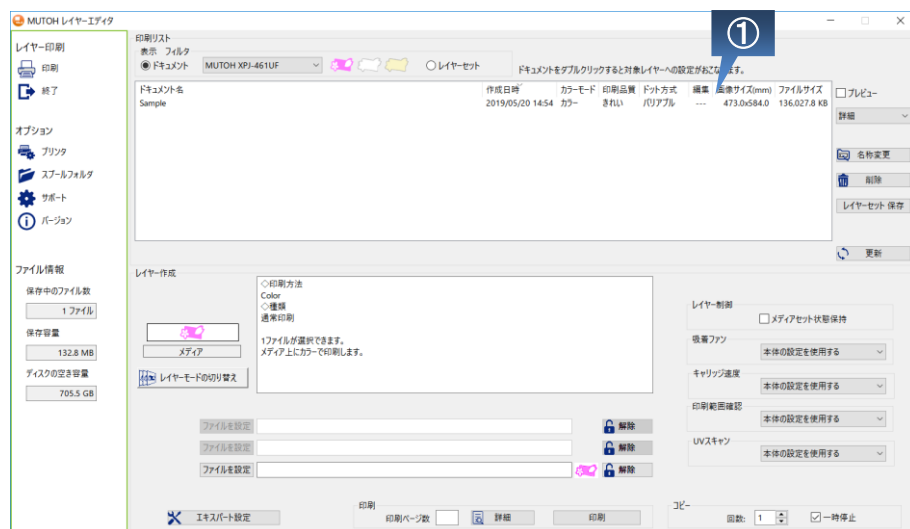 MUTOH レイヤーエディタ
①
レイヤー印刷
印刷
終了
オプション
プリンタ
スプールフォルダ
サポート
バージョン
ファイル情報
保存中のファイル数
1 ファイル
保存容量
132.8 MB
ディスクの空き容量
705.5 GB
印刷リスト
表示 フィルタ
ドキュメント MUTOH XPJ-461UF レイヤーセット
ドキュメントをダブルクリックすると対象レイヤーへの設定がおこなえます。
ドキュメント名 作成日時 カラーモード 印刷品質 ドット方式 編集 画像サイズ(mm) ファイルサイズ
Sample 2019/05/20 14:54 カラー きれい バリアブル --- 473.0x584.0 136,027.8 KB
プレビュー
詳細
名称変更
削除
レイヤーセット 保存
更新
レイヤー作成
◇印刷方法
Color
◇種類
通常印刷
1ファイルが選択できます。
メディア上にカラーで印刷します。
メディア
レイヤーモードの切り替え
ファイルを設定 解除
ファイルを設定 解除
ファイルを設定 解除
レイヤー制御
メディアセット状態保持
吸着ファン
本体の設定を使用する
キャリッジ速度
本体の設定を使用する
印刷範囲確認
本体の設定を使用する
UVスキャン
本体の設定を使用する
エキスパート設定
印刷
印刷ページ数 詳細 印刷
コピー
回数: 1 一時停止